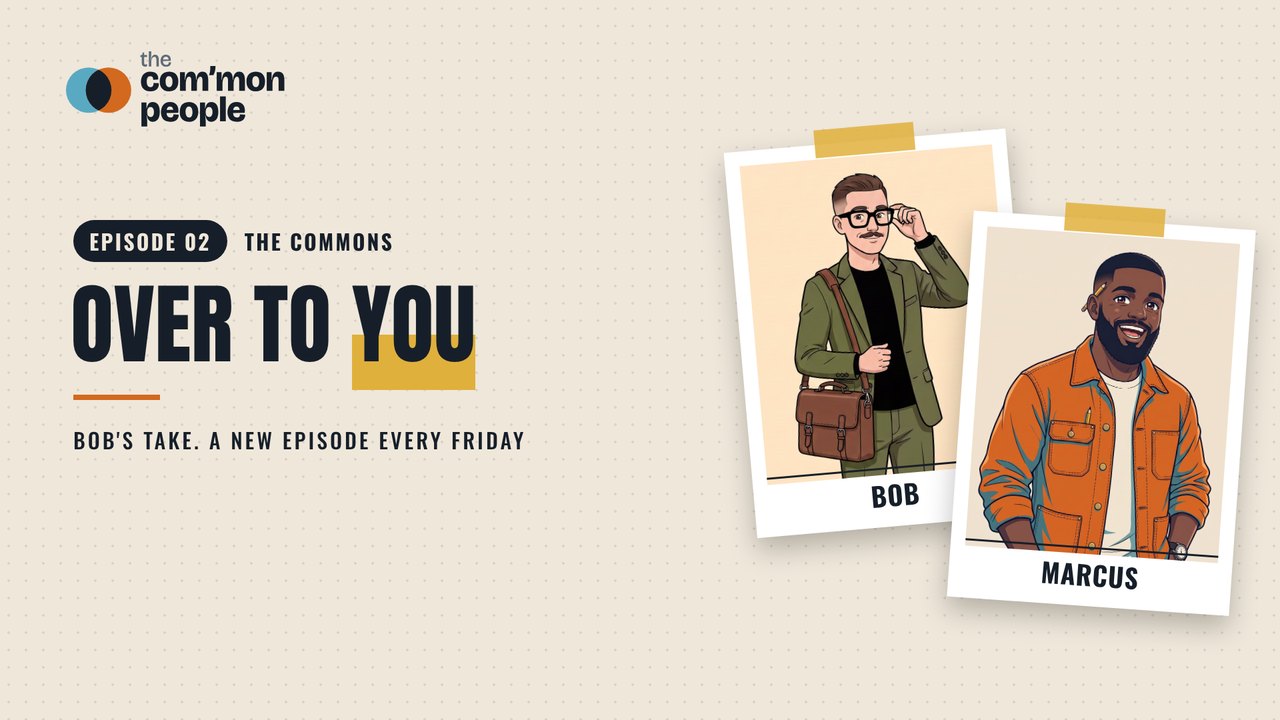 the
com'mon
people
EPISODE 02 THE COMMONS
OVER TO YOU
BOB'S TAKE. A NEW EPISODE EVERY FRIDAY
BOB
MARCUS